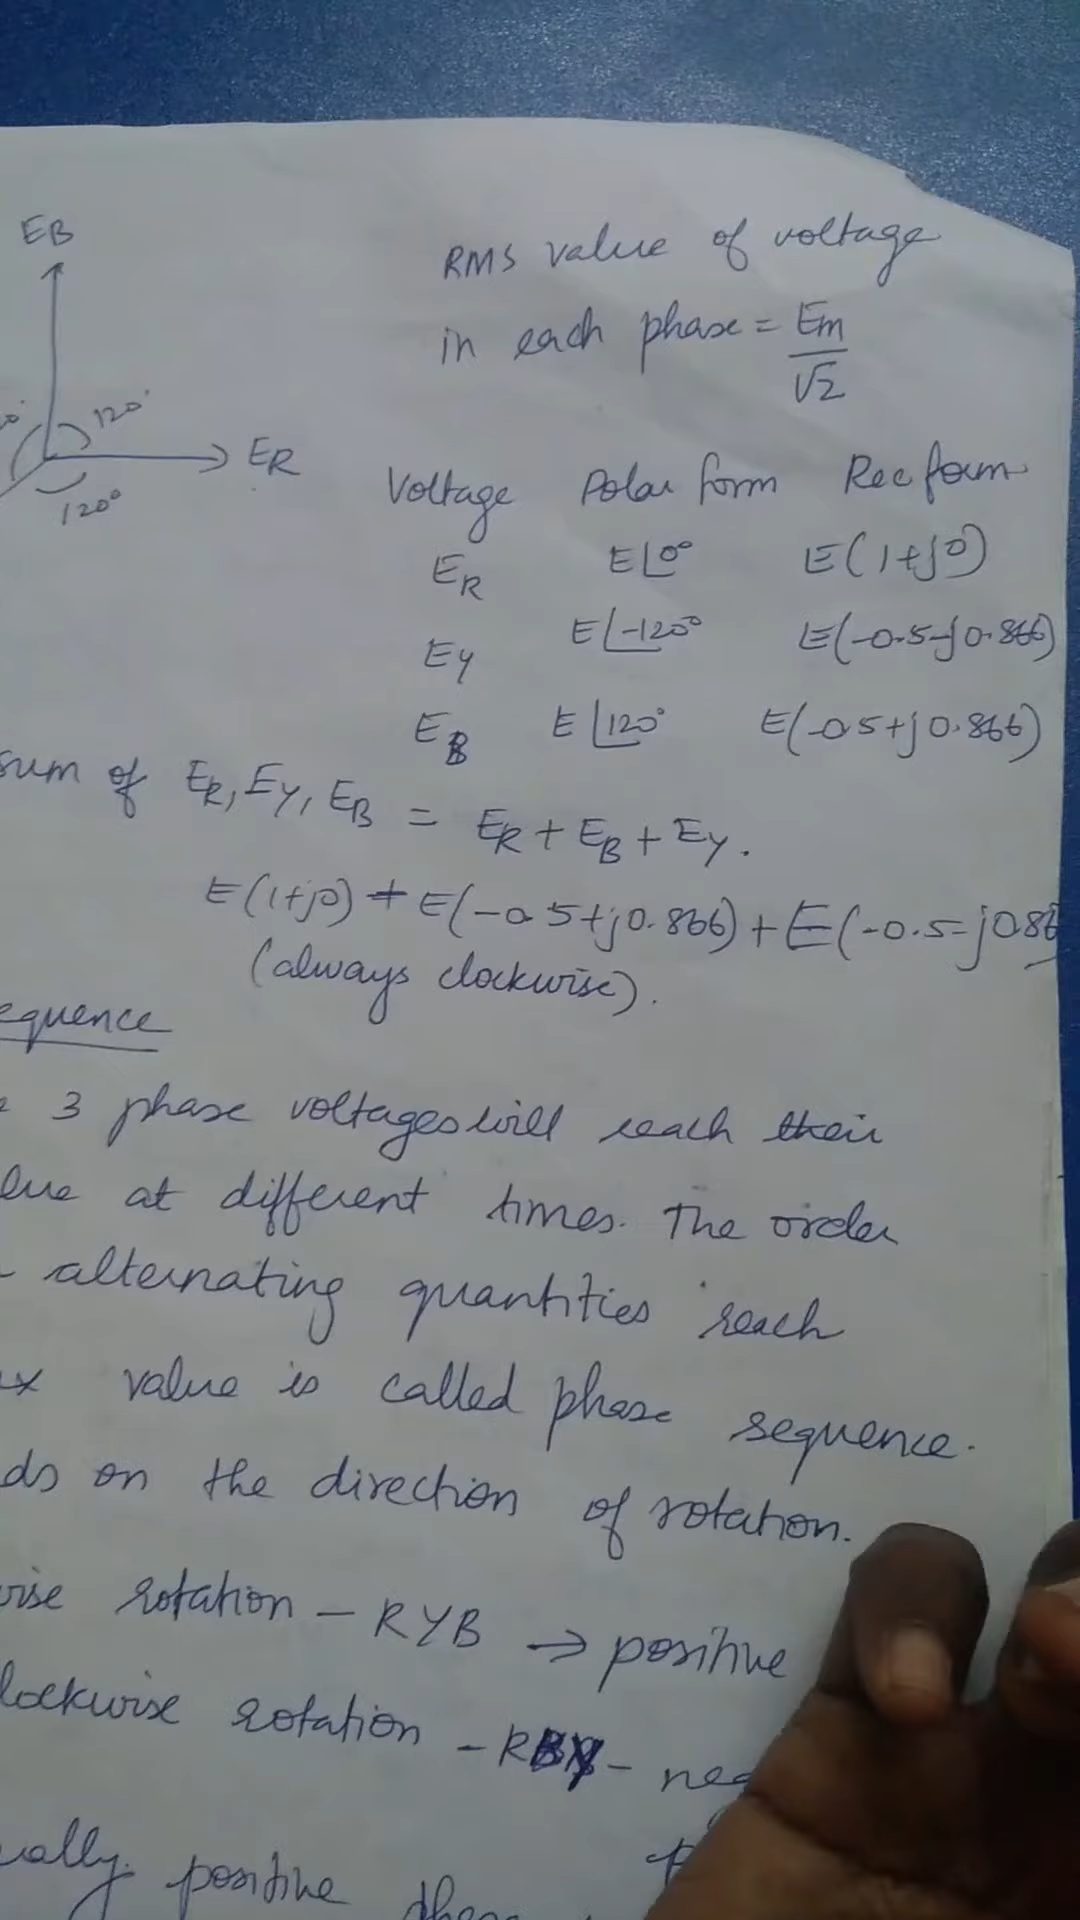 EB
RMS value of voltage
in each phase = Em/√2
120°
ER
120°
Voltage Polar form Rec form
ER E∠0° E(1+j0)
EY E∠-120° E(-0.5-j0.866)
EB E∠120° E(-0.5+j0.866)
sum of ER, EY, EB = ER + EB + EY.
E(1+j0) + E(-0.5+j0.866) + E(-0.5-j0.86
(always clockwise).
equence
3 phase voltages will reach their
lue at different times. The order
alternating quantities reach
x value is called phase sequence.
ds on the direction of rotation.
wise rotation - RYB → positive
lockwise rotation - RBY - neg
ually positive